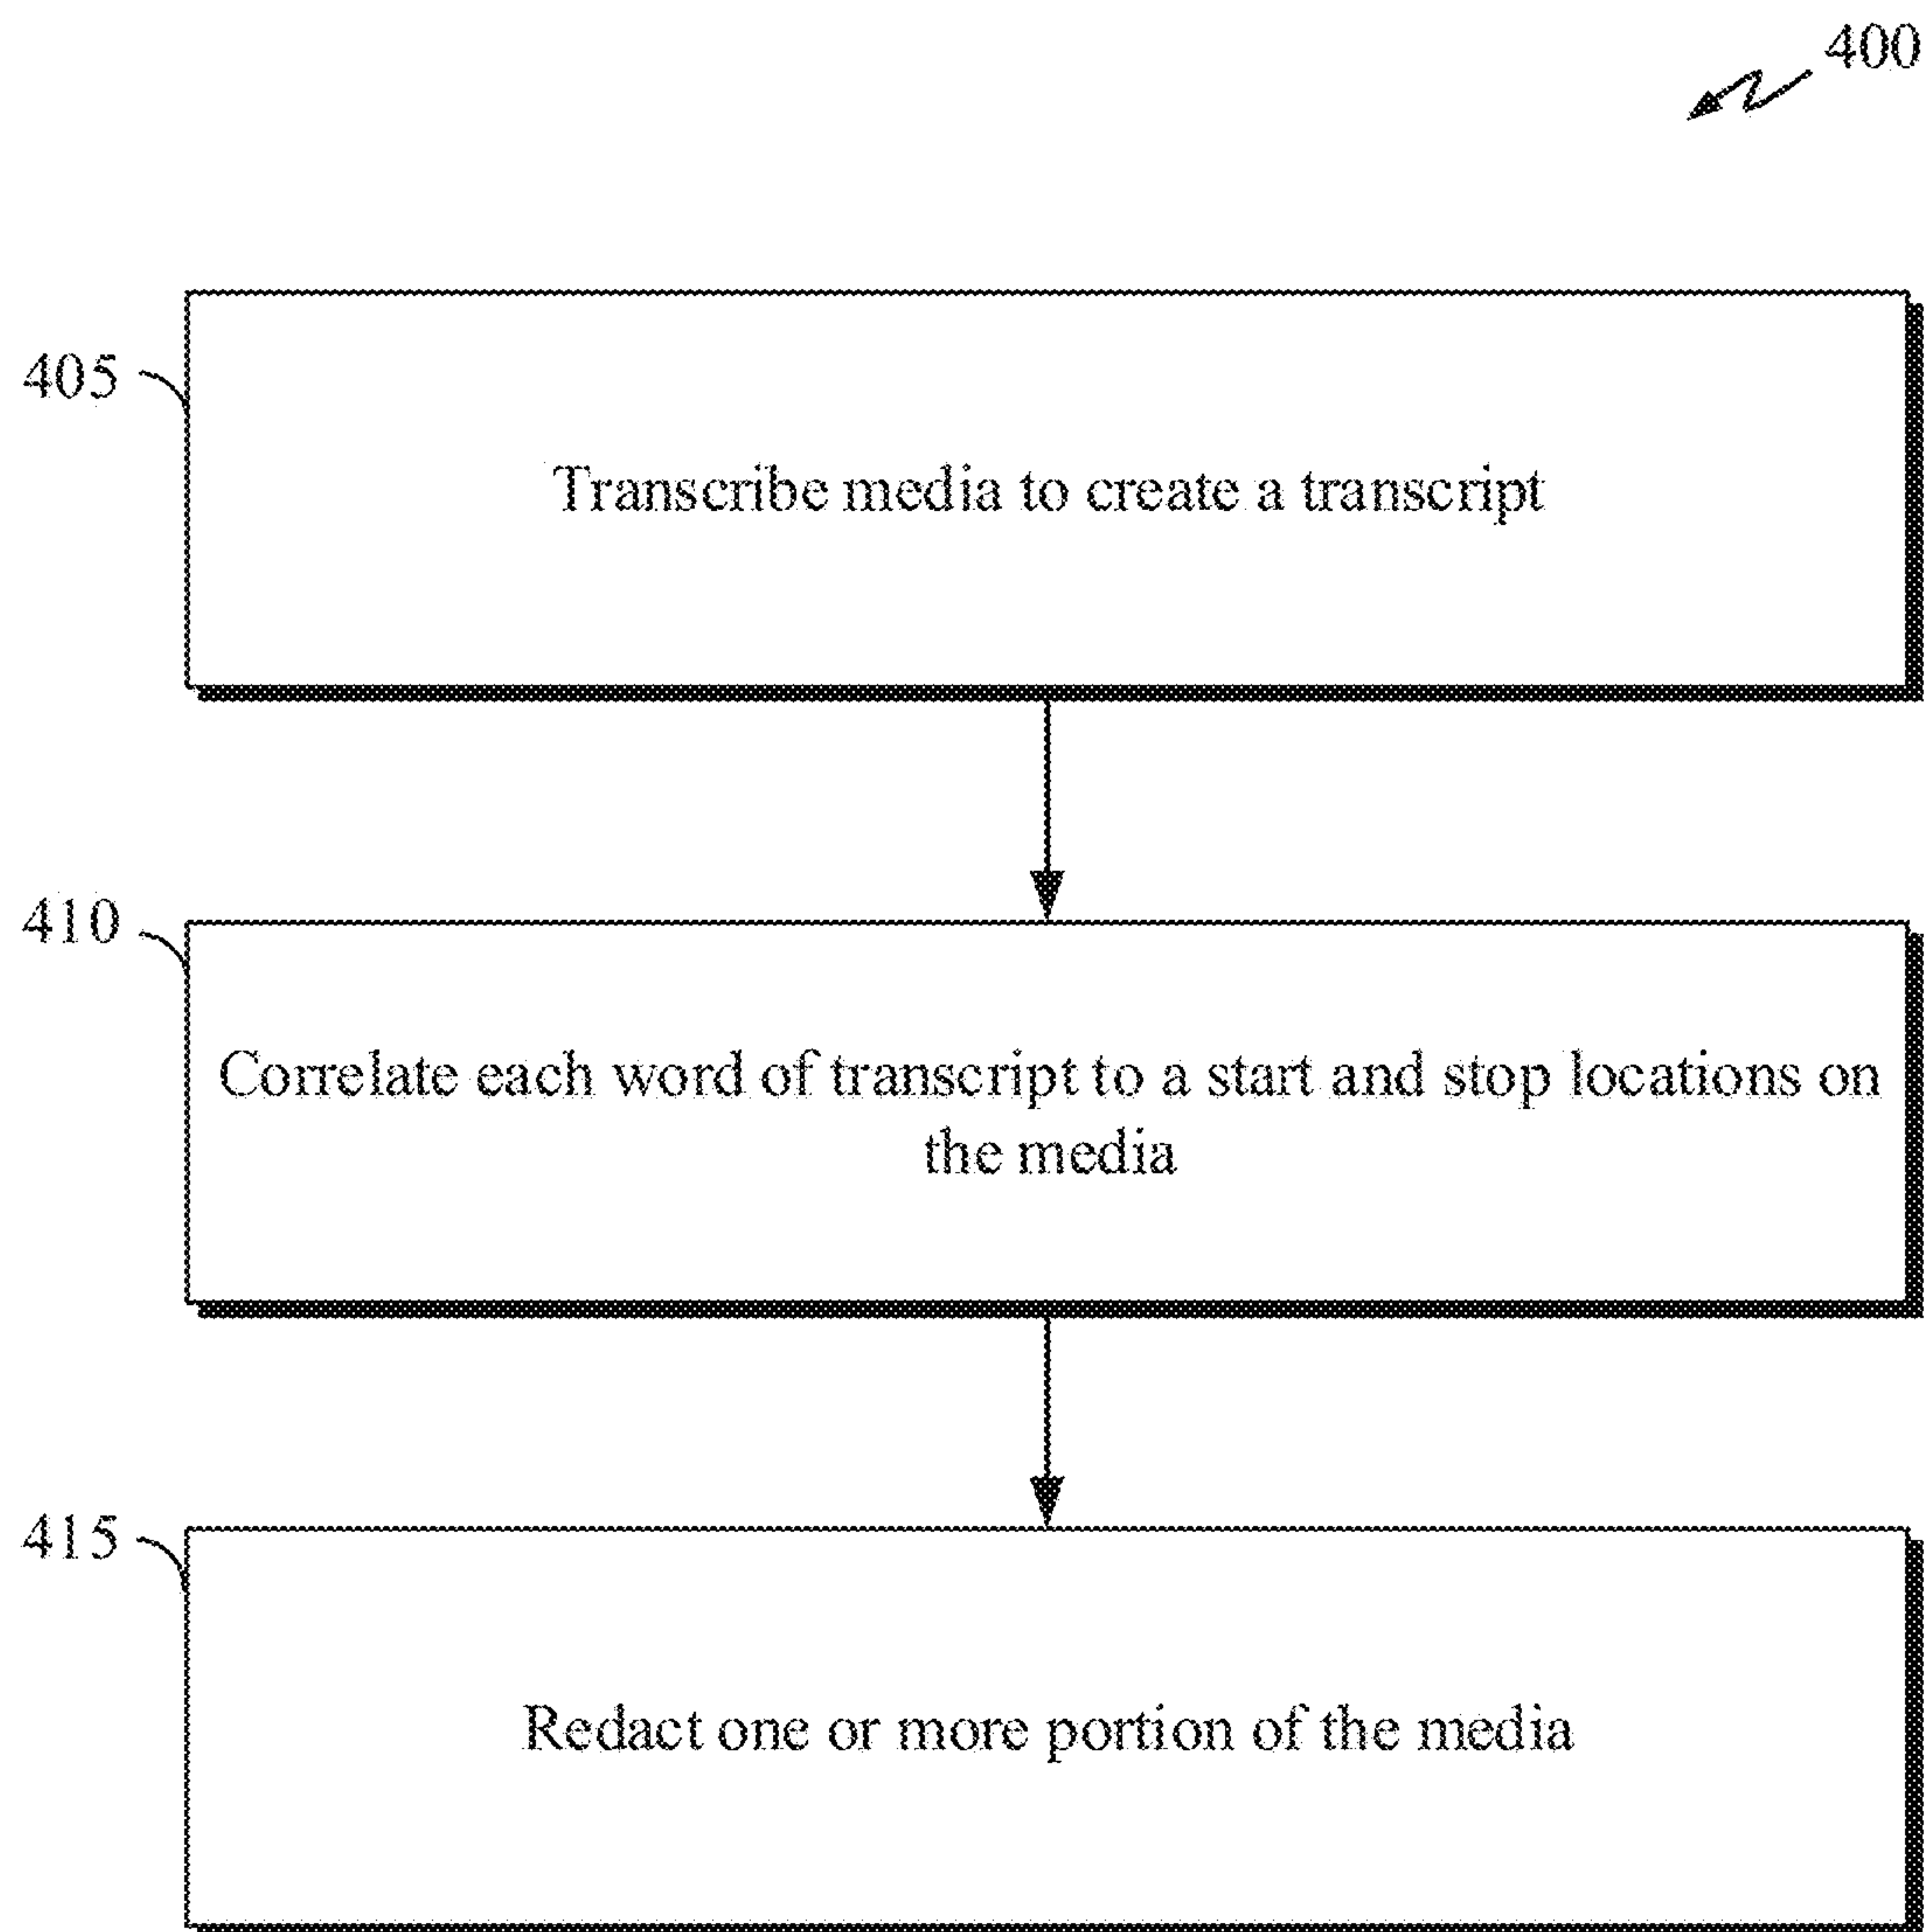 400
405
Transcribe media to create a transcript
410
Correlate each word of transcript to a start and stop locations on
the media
415
Redact one or more portion of the media